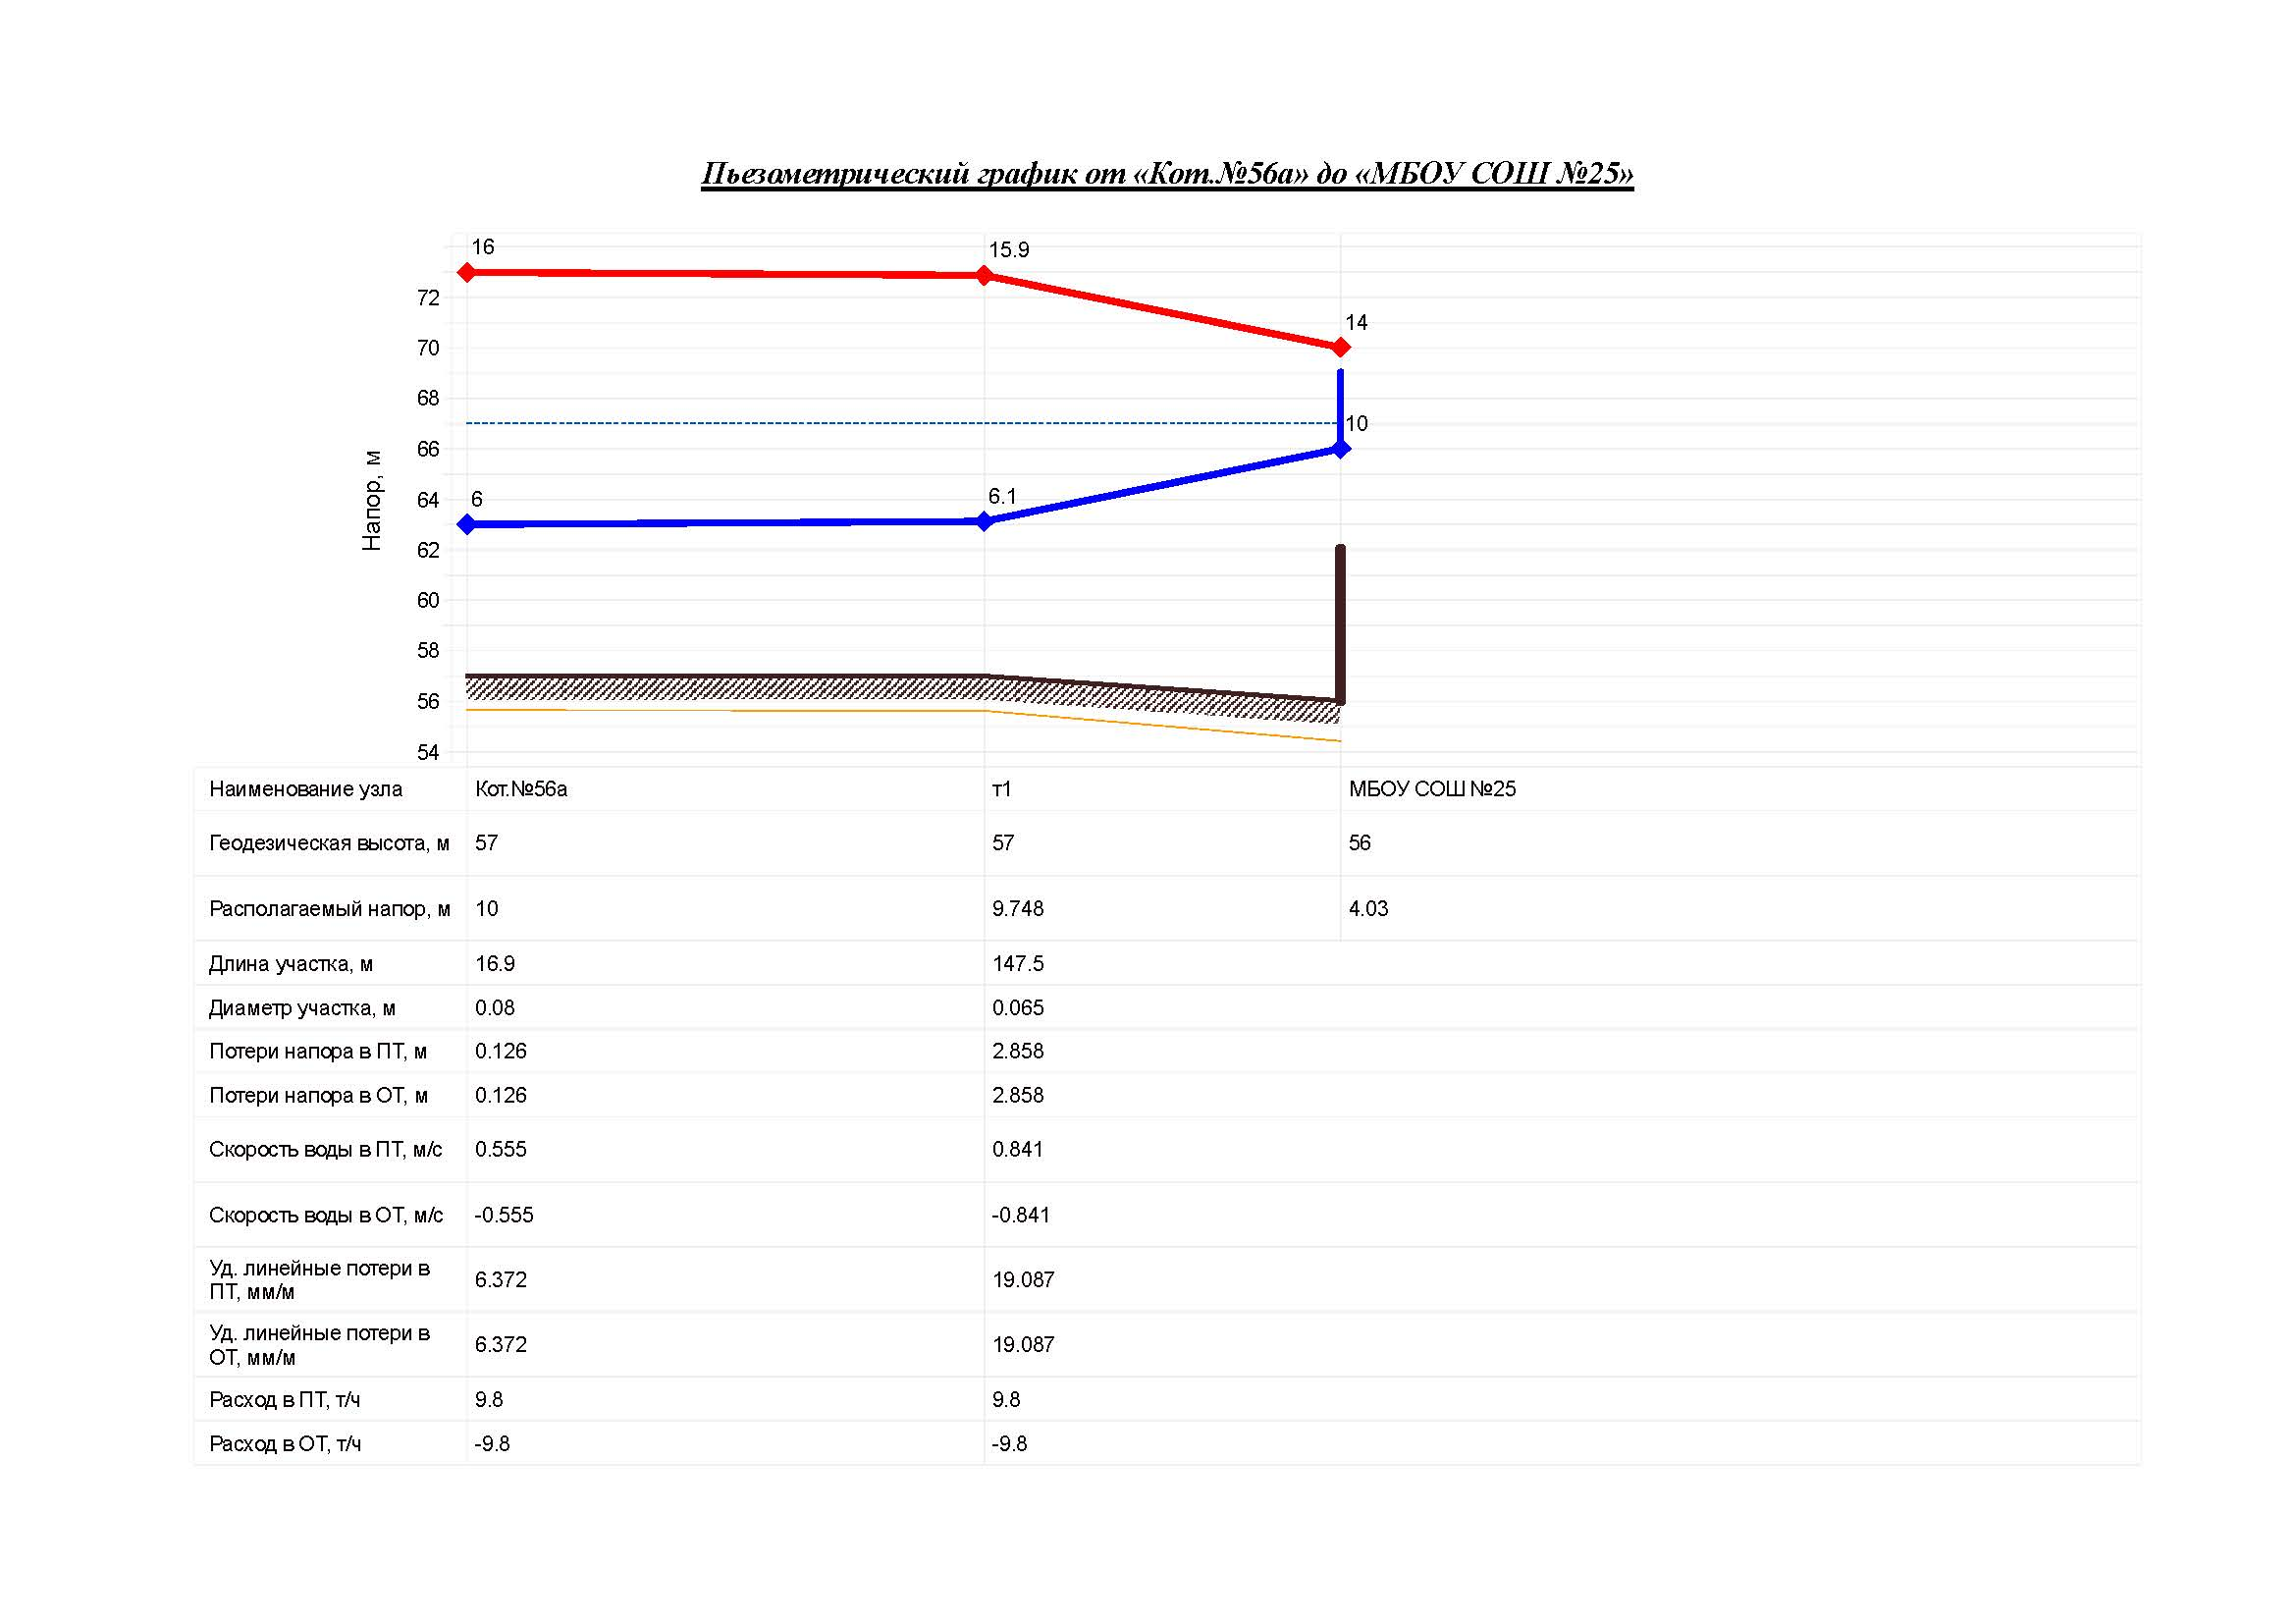 Пьезометрический график от «Кот.№56а» до «МБОУ СОШ №25»
16
15.9
14
10
6
6.1
Напор, м
72
70
68
66
64
62
60
58
56
54
Наименование узла Кот.№56а т1 МБОУ СОШ №25
Геодезическая высота, м 57 57 56
Располагаемый напор, м 10 9.748 4.03
Длина участка, м 16.9 147.5
Диаметр участка, м 0.08 0.065
Потери напора в ПТ, м 0.126 2.858
Потери напора в ОТ, м 0.126 2.858
Скорость воды в ПТ, м/с 0.555 0.841
Скорость воды в ОТ, м/с -0.555 -0.841
Уд. линейные потери в
ПТ, мм/м 6.372 19.087
Уд. линейные потери в
ОТ, мм/м 6.372 19.087
Расход в ПТ, т/ч 9.8 9.8
Расход в ОТ, т/ч -9.8 -9.8